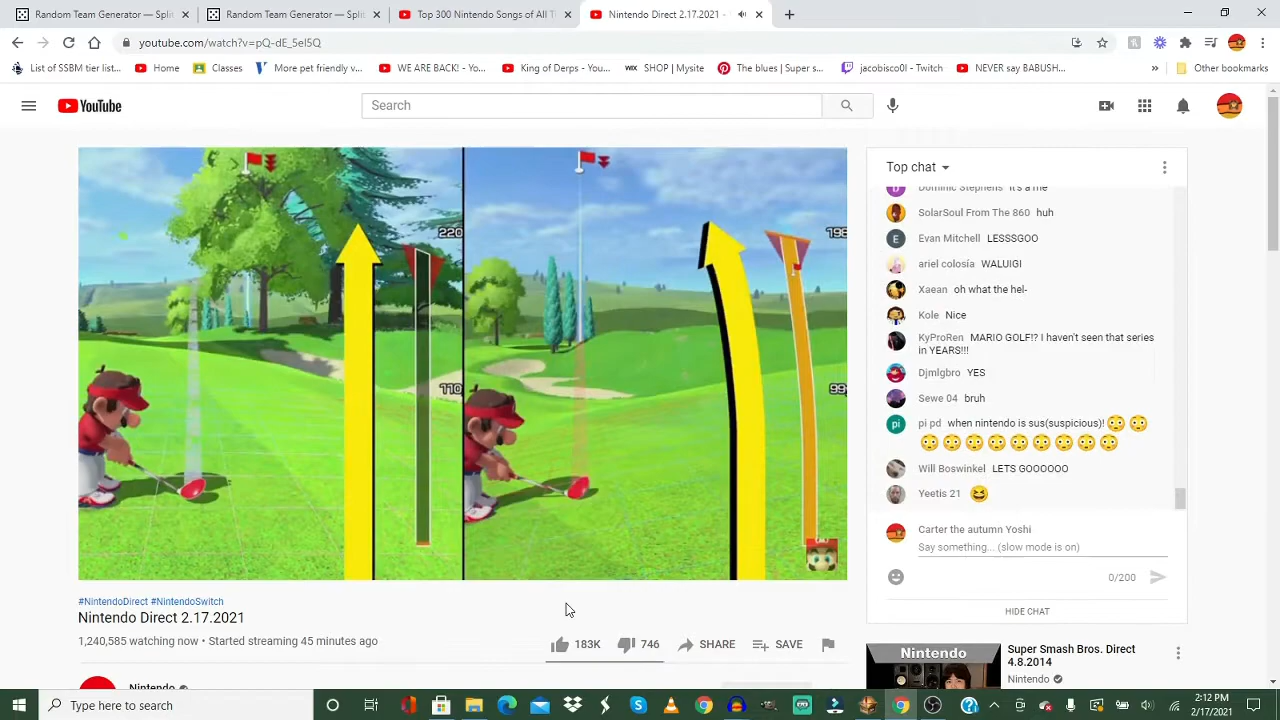 Random Team Generator — Spli
Random Team Generator — Spli
Top 300 Nintendo Songs of All T
Nintendo Direct 2.17.2021 -
youtube.com/watch?v=pQ-dE_5eI5Q
List of SSBM tier list...
Home
Classes
More pet friendly v...
WE ARE BACK! - Yo...
King of Derps - You...
WIX SHOP | Mysite
The blues | Super s...
jacobisco0l - Twitch
NEVER say BABUSH...
» Other bookmarks
YouTube
Search
Top chat
220
110
198
99
Dominic Stephens it's a me
SolarSoul From The 860 huh
Evan Mitchell LESSSGOO
ariel colosía WALUIGI
Xaean oh what the hel-
Kole Nice
KyProRen MARIO GOLF!? I haven't seen that series
in YEARS!!!
Djmlgbro YES
Sewe 04 bruh
pi pd when nintendo is sus(suspicious)! 😳 😳
😳 😳 😳 😳 😳 😳 😳 😳 😳
Will Boswinkel LETS GOOOOOO
Yeetis 21 😆
Carter the autumn Yoshi
Say something... (slow mode is on)
0/200
HIDE CHAT
#NintendoDirect #NintendoSwitch
Nintendo Direct 2.17.2021
1,240,585 watching now • Started streaming 45 minutes ago
183K 746 SHARE SAVE
Nintendo
Nintendo
Super Smash Bros. Direct
4.8.2014
Nintendo
Type here to search
2:12 PM
2/17/2021